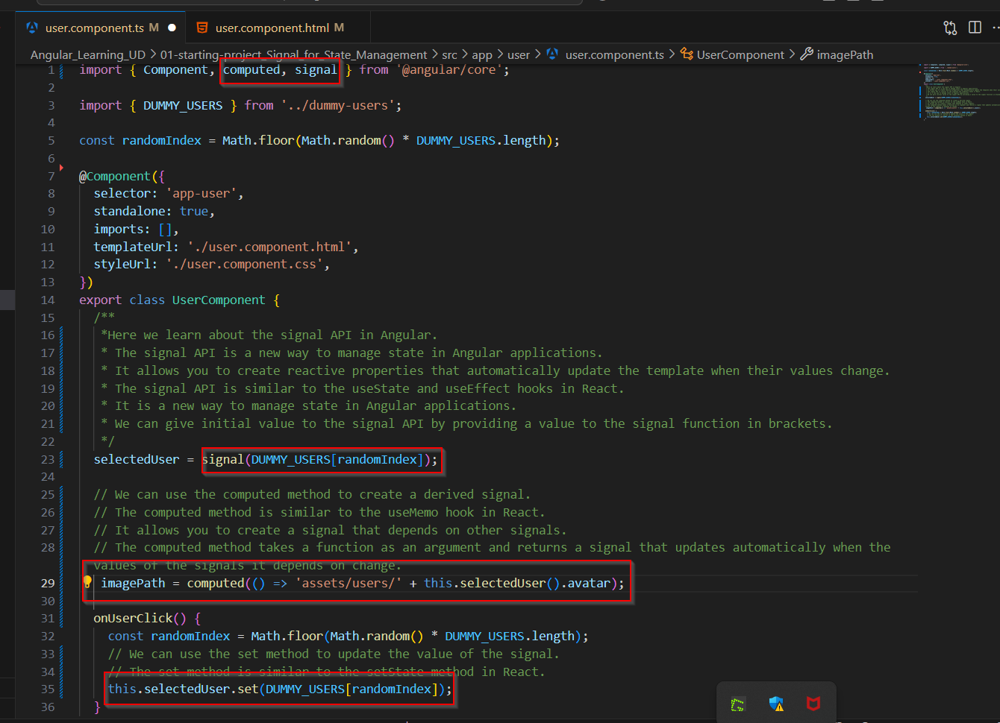 user.component.ts M
user.component.html M
Angular_Learning_UD > 01-starting-project_Signal_for_State_Management > src > app > user > user.component.ts > UserComponent > imagePath
1 import { Component, computed, signal } from '@angular/core';
2
3 import { DUMMY_USERS } from '../dummy-users';
4
5 const randomIndex = Math.floor(Math.random() * DUMMY_USERS.length);
6
7 @Component({
8 selector: 'app-user',
9 standalone: true,
10 imports: [],
11 templateUrl: './user.component.html',
12 styleUrl: './user.component.css',
13 })
14 export class UserComponent {
15 /**
16 *Here we learn about the signal API in Angular.
17 * The signal API is a new way to manage state in Angular applications.
18 * It allows you to create reactive properties that automatically update the template when their values change.
19 * The signal API is similar to the useState and useEffect hooks in React.
20 * It is a new way to manage state in Angular applications.
21 * We can give initial value to the signal API by providing a value to the signal function in brackets.
22 */
23 selectedUser = signal(DUMMY_USERS[randomIndex]);
24
25 // We can use the computed method to create a derived signal.
26 // The computed method is similar to the useMemo hook in React.
27 // It allows you to create a signal that depends on other signals.
28 // The computed method takes a function as an argument and returns a signal that updates automatically when the
values of the signals it depends on change.
29 imagePath = computed(() => 'assets/users/' + this.selectedUser().avatar);
30
31 onUserClick() {
32 const randomIndex = Math.floor(Math.random() * DUMMY_USERS.length);
33 // We can use the set method to update the value of the signal.
34 // The set method is similar to the setState method in React.
35 this.selectedUser.set(DUMMY_USERS[randomIndex]);
36 }